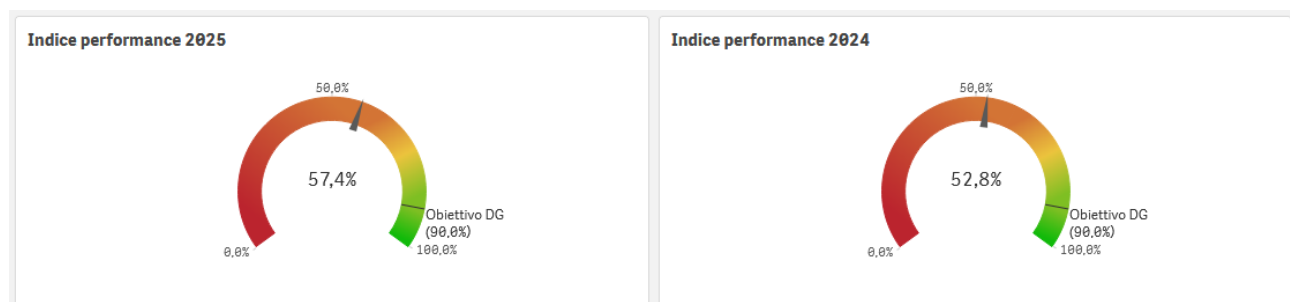 Indice performance 2025
50,0%
57,4%
Obiettivo DG
(90,0%)
0,0%
100,0%
Indice performance 2024
50,0%
52,8%
Obiettivo DG
(90,0%)
0,0%
100,0%